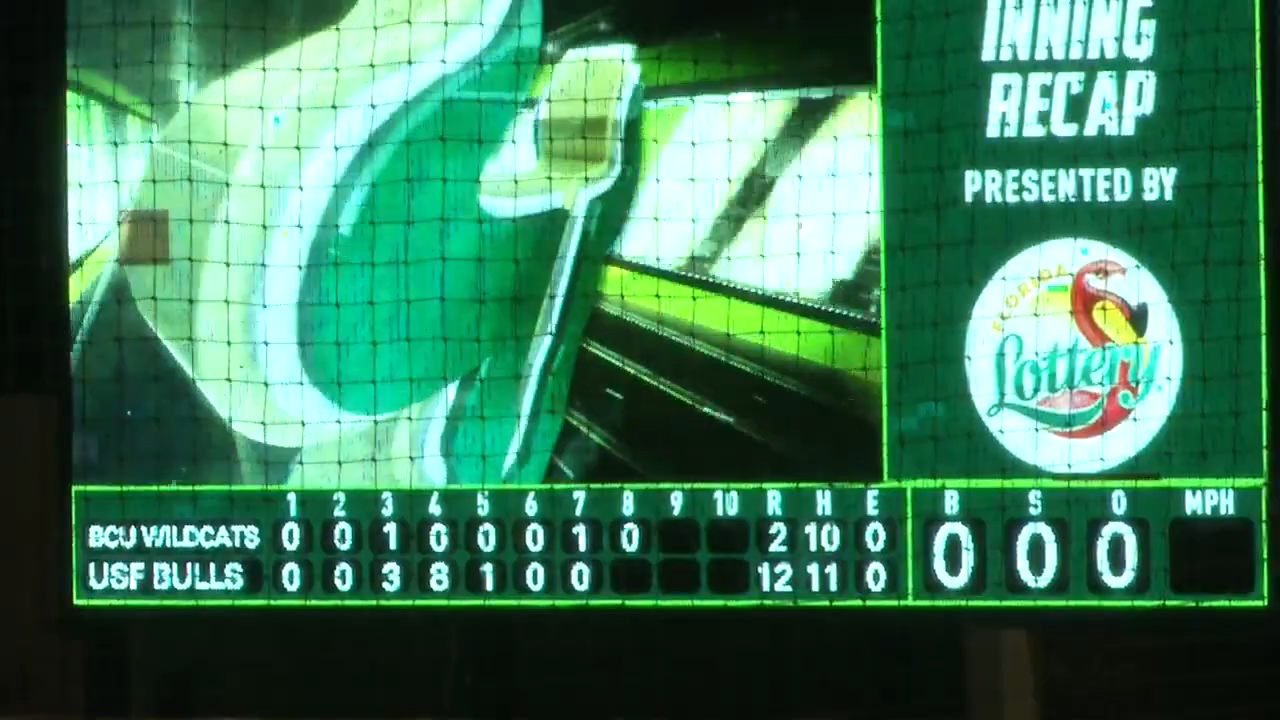 INNING
RECAP
PRESENTED BY
FLORIDA
Lottery
1 2 3 4 5 6 7 8 9 10 R H E B S O MPH
BCU WILDCATS 0 0 1 0 0 0 1 0 2 10 0
USF BULLS 0 0 3 8 1 0 0 12 11 0
0 0 0